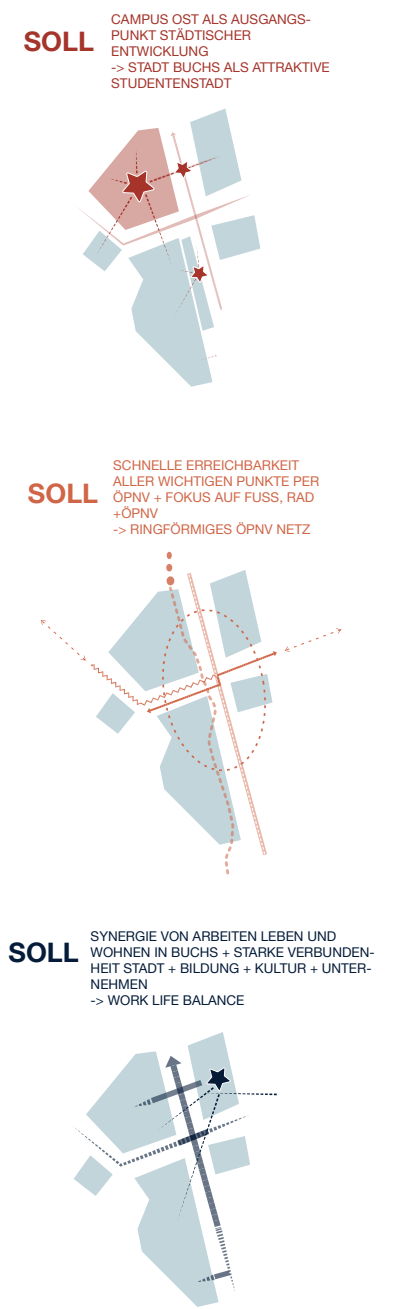 SOLL
CAMPUS OST ALS AUSGANGS-
PUNKT STÄDTISCHER
ENTWICKLUNG
-> STADT BUCHS ALS ATTRAKTIVE
STUDENTENSTADT
SOLL
SCHNELLE ERREICHBARKEIT
ALLER WICHTIGEN PUNKTE PER
ÖPNV + FOKUS AUF FUSS, RAD
+ÖPNV
-> RINGFÖRMIGES ÖPNV NETZ
SOLL
SYNERGIE VON ARBEITEN LEBEN UND
WOHNEN IN BUCHS + STARKE VERBUNDEN-
HEIT STADT + BILDUNG + KULTUR + UNTER-
NEHMEN
-> WORK LIFE BALANCE